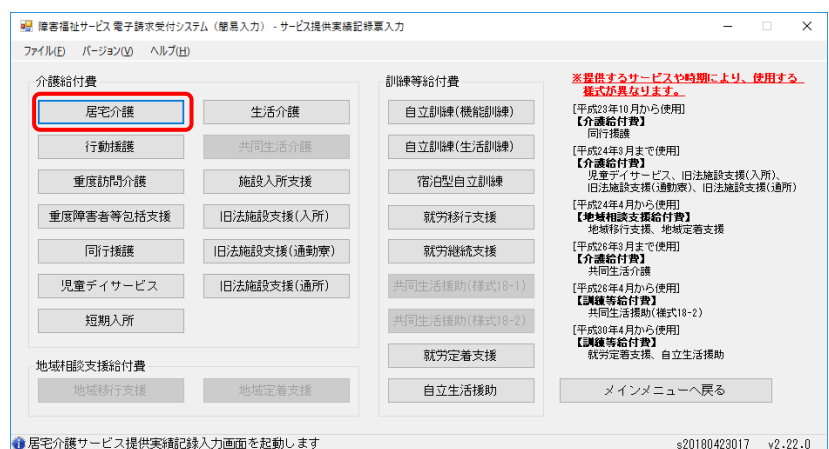 障害福祉サービス 電子請求受付システム（簡易入力） - サービス提供実績記録票入力
ファイル(F) バージョン(V) ヘルプ(H)
介護給付費
居宅介護
生活介護
行動援護
共同生活介護
重度訪問介護
施設入所支援
重度障害者等包括支援
旧法施設支援(入所)
同行援護
旧法施設支援(通勤寮)
児童デイサービス
旧法施設支援(通所)
短期入所
地域相談支援給付費
地域移行支援
地域定着支援
訓練等給付費
自立訓練(機能訓練)
自立訓練(生活訓練)
宿泊型自立訓練
就労移行支援
就労継続支援
共同生活援助(様式18-1)
共同生活援助(様式18-2)
就労定着支援
自立生活援助
※提供するサービスや時期により、使用する
様式が異なります。
[平成23年10月から使用]
【介護給付費】
同行援護
[平成24年3月まで使用]
【介護給付費】
児童デイサービス、旧法施設支援(入所)、
旧法施設支援(通勤寮)、旧法施設支援(通所)
[平成24年4月から使用]
【地域相談支援給付費】
地域移行支援、地域定着支援
[平成26年3月まで使用]
【介護給付費】
共同生活介護
[平成26年4月から使用]
【訓練等給付費】
共同生活援助(様式18-2)
[平成30年4月から使用]
【訓練等給付費】
就労定着支援、自立生活援助
メインメニューへ戻る
居宅介護サービス提供実績記録入力画面を起動します
s20180423017 v2.22.0